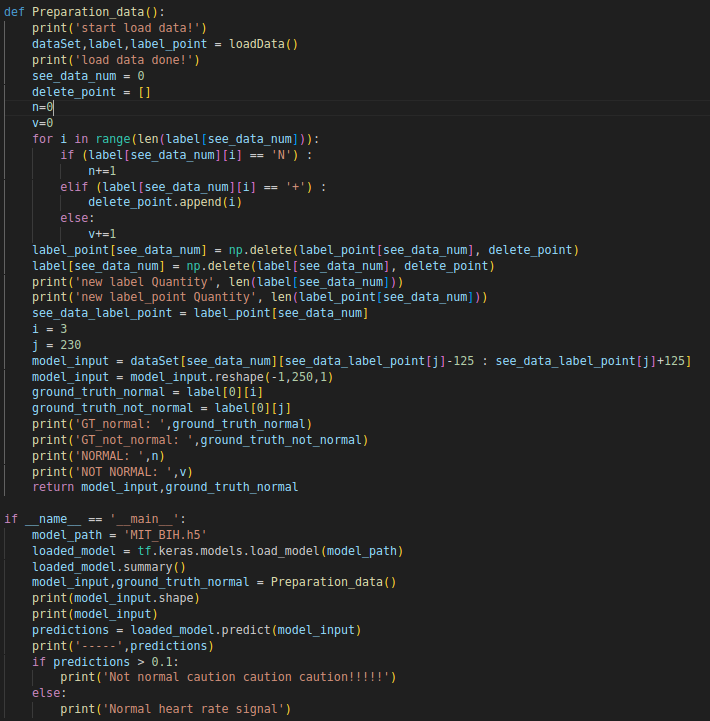 def Preparation_data():
    print('start load data!')
    dataSet,label,label_point = loadData()
    print('load data done!')
    see_data_num = 0
    delete_point = []
    n=0
    v=0
    for i in range(len(label[see_data_num])):
        if (label[see_data_num][i] == 'N') :
            n+=1
        elif (label[see_data_num][i] == '+') :
            delete_point.append(i)
        else:
            v+=1
    label_point[see_data_num] = np.delete(label_point[see_data_num], delete_point)
    label[see_data_num] = np.delete(label[see_data_num], delete_point)
    print('new label Quantity', len(label[see_data_num]))
    print('new label_point Quantity', len(label_point[see_data_num]))
    see_data_label_point = label_point[see_data_num]
    i = 3
    j = 230
    model_input = dataSet[see_data_num][see_data_label_point[j]-125 : see_data_label_point[j]+125]
    model_input = model_input.reshape(-1,250,1)
    ground_truth_normal = label[0][i]
    ground_truth_not_normal = label[0][j]
    print('GT_normal: ',ground_truth_normal)
    print('GT_not_normal: ',ground_truth_not_normal)
    print('NORMAL: ',n)
    print('NOT NORMAL: ',v)
    return model_input,ground_truth_normal

if __name__ == '__main__':
    model_path = 'MIT_BIH.h5'
    loaded_model = tf.keras.models.load_model(model_path)
    loaded_model.summary()
    model_input,ground_truth_normal = Preparation_data()
    print(model_input.shape)
    print(model_input)
    predictions = loaded_model.predict(model_input)
    print('-----',predictions)
    if predictions > 0.1:
        print('Not normal caution caution caution!!!!!')
    else:
        print('Normal heart rate signal')